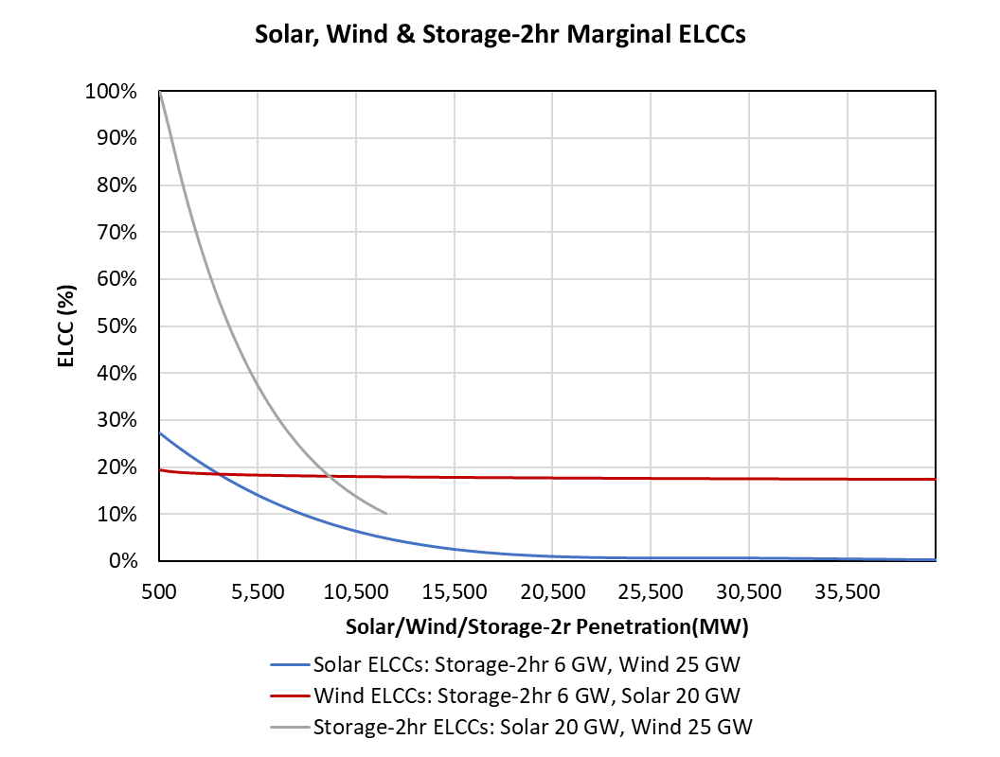 Solar, Wind & Storage-2hr Marginal ELCCs
100%
90%
80%
70%
60%
50%
40%
30%
20%
10%
0%
ELCC (%)
500 5,500 10,500 15,500 20,500 25,500 30,500 35,500
Solar/Wind/Storage-2r Penetration(MW)
Solar ELCCs: Storage-2hr 6 GW, Wind 25 GW
Wind ELCCs: Storage-2hr 6 GW, Solar 20 GW
Storage-2hr ELCCs: Solar 20 GW, Wind 25 GW